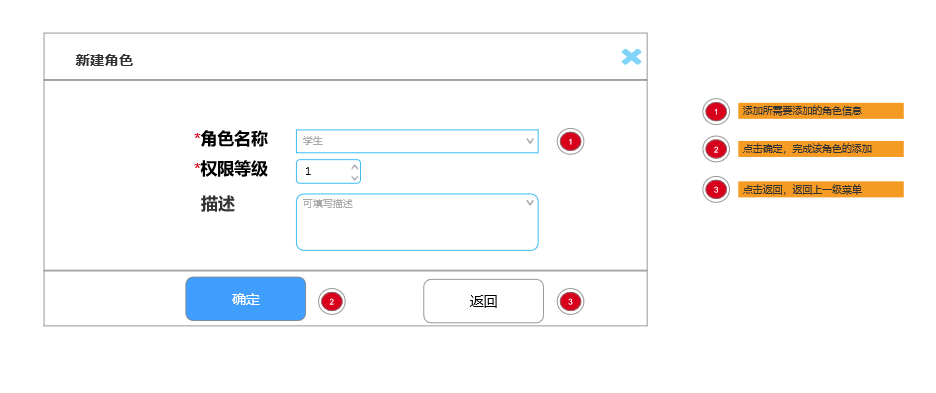 新建角色
*角色名称
学生
1
*权限等级
1
描述
可填写描述
确定
2
返回
3
1
添加所需要添加的角色信息
2
点击确定，完成该角色的添加
3
点击返回，返回上一级菜单